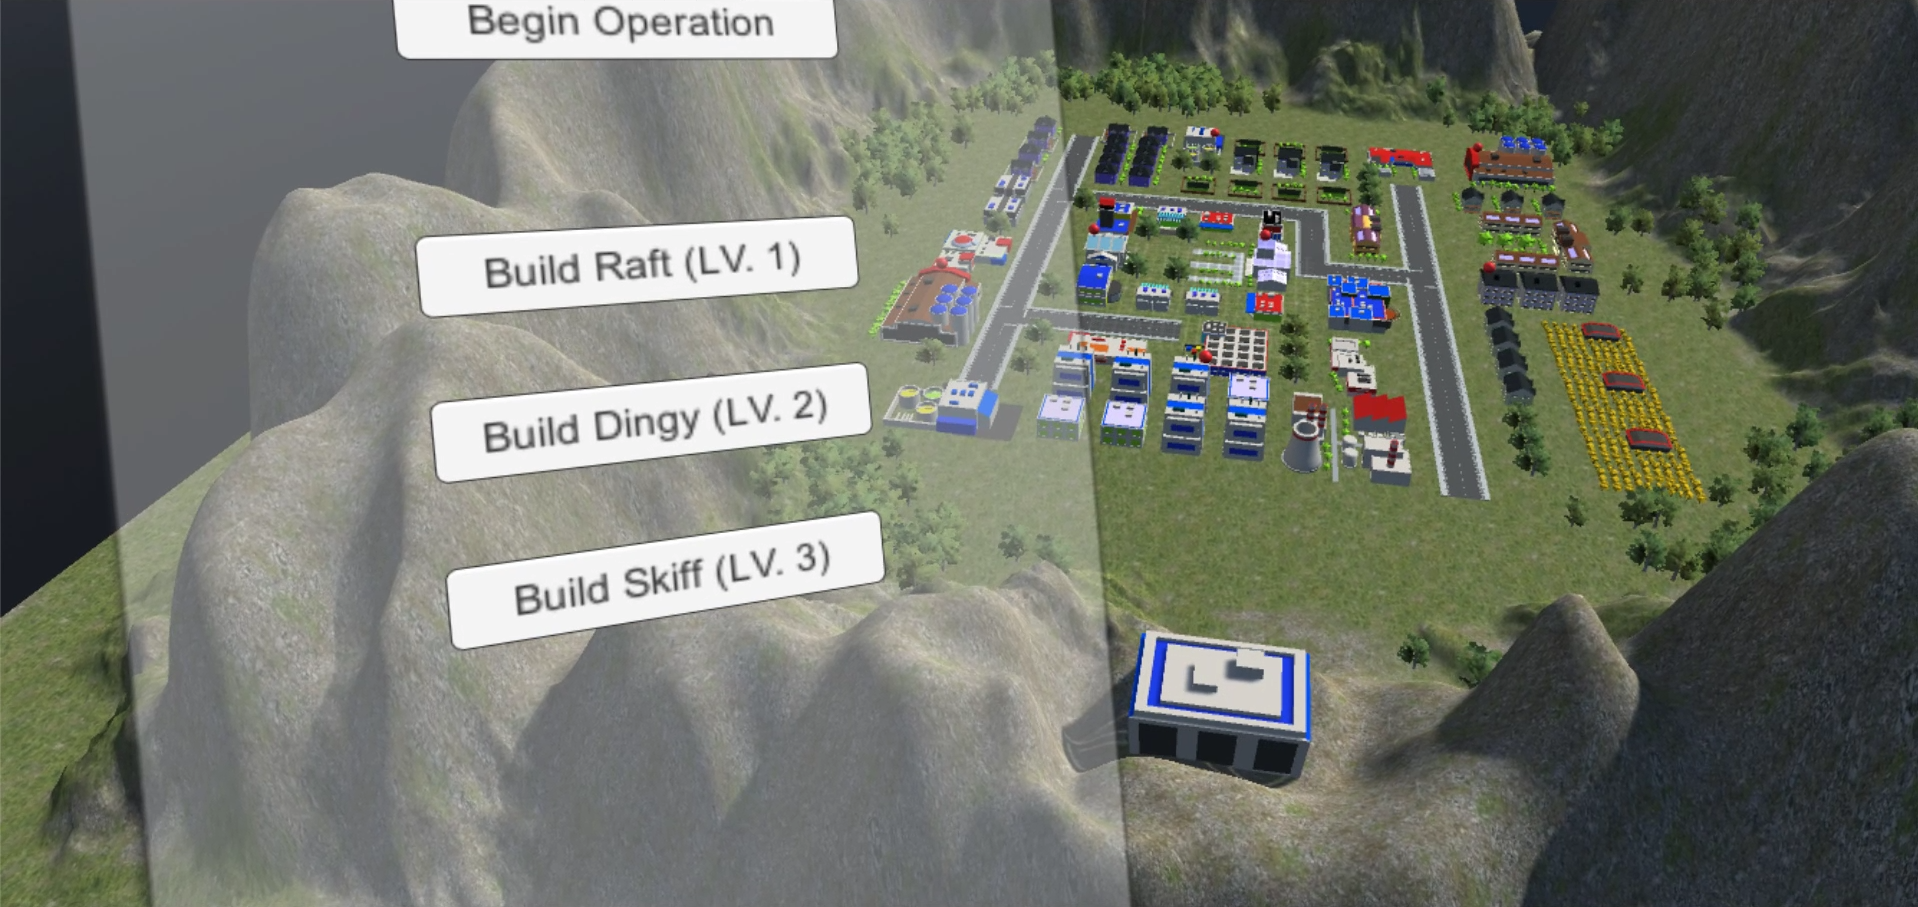 Begin Operation
Build Raft (LV. 1)
Build Dingy (LV. 2)
Build Skiff (LV. 3)